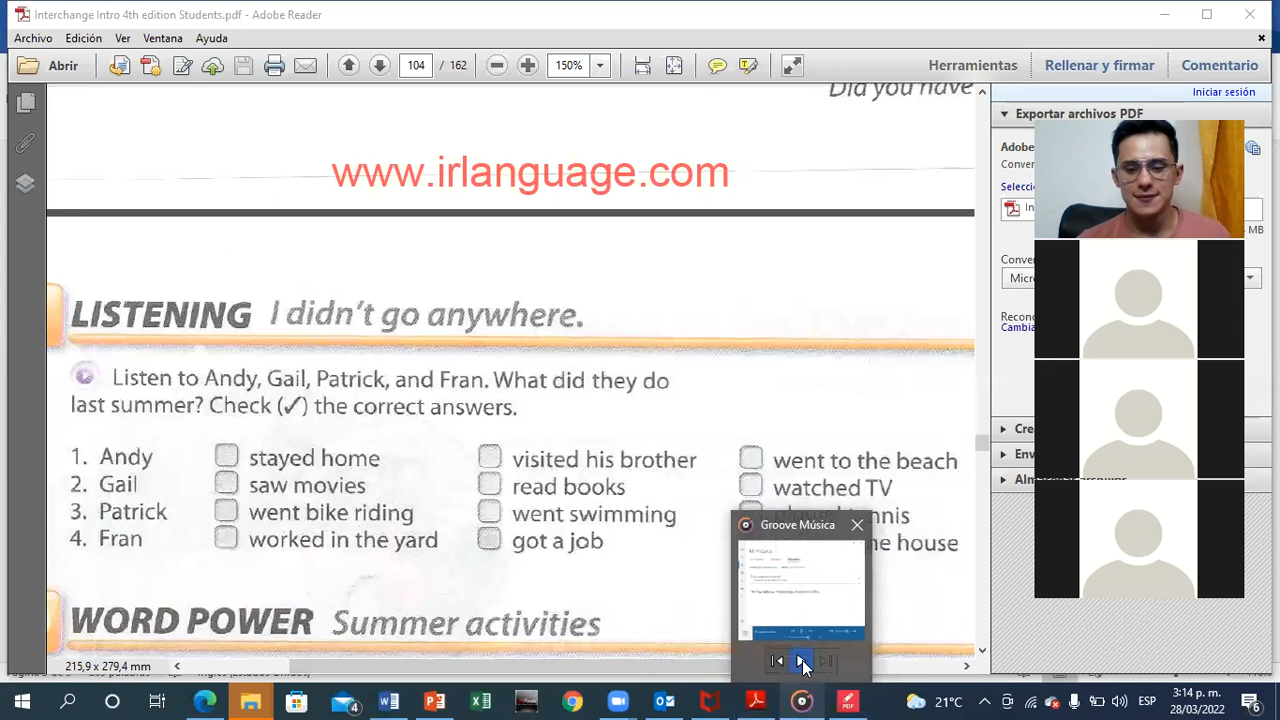 Interchange Intro 4th edition Students.pdf - Adobe Reader
Archivo Edición Ver Ventana Ayuda
Abrir 104 / 162 150% Herramientas Rellenar y firmar Comentario
Iniciar sesión
Exportar archivos PDF
Did you have
www.irlanguage.com
LISTENING I didn't go anywhere.
Listen to Andy, Gail, Patrick, and Fran. What did they do
last summer? Check (✓) the correct answers.
1. Andy stayed home visited his brother went to the beach
2. Gail saw movies read books watched TV
3. Patrick went bike riding went swimming
4. Fran worked in the yard got a job house
WORD POWER Summer activities
Groove Música
215,9 x 279,4 mm
21°C ESP 3:14 p. m.
28/03/2022